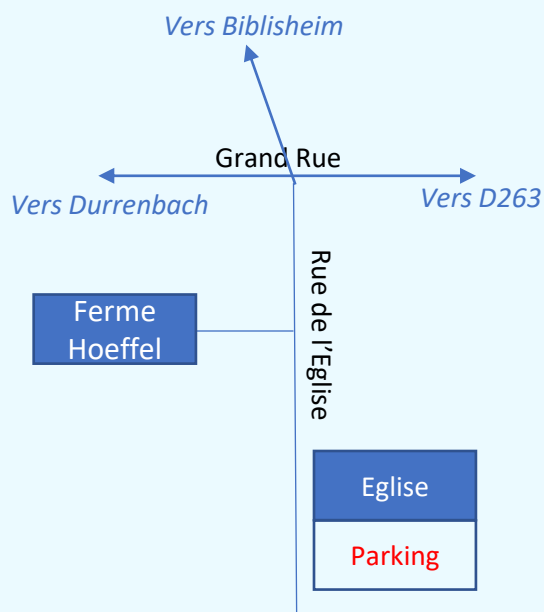 Vers Biblisheim
Grand Rue
Vers Durrenbach
Vers D263
Rue de l'Eglise
Ferme
Hoeffel
Eglise
Parking